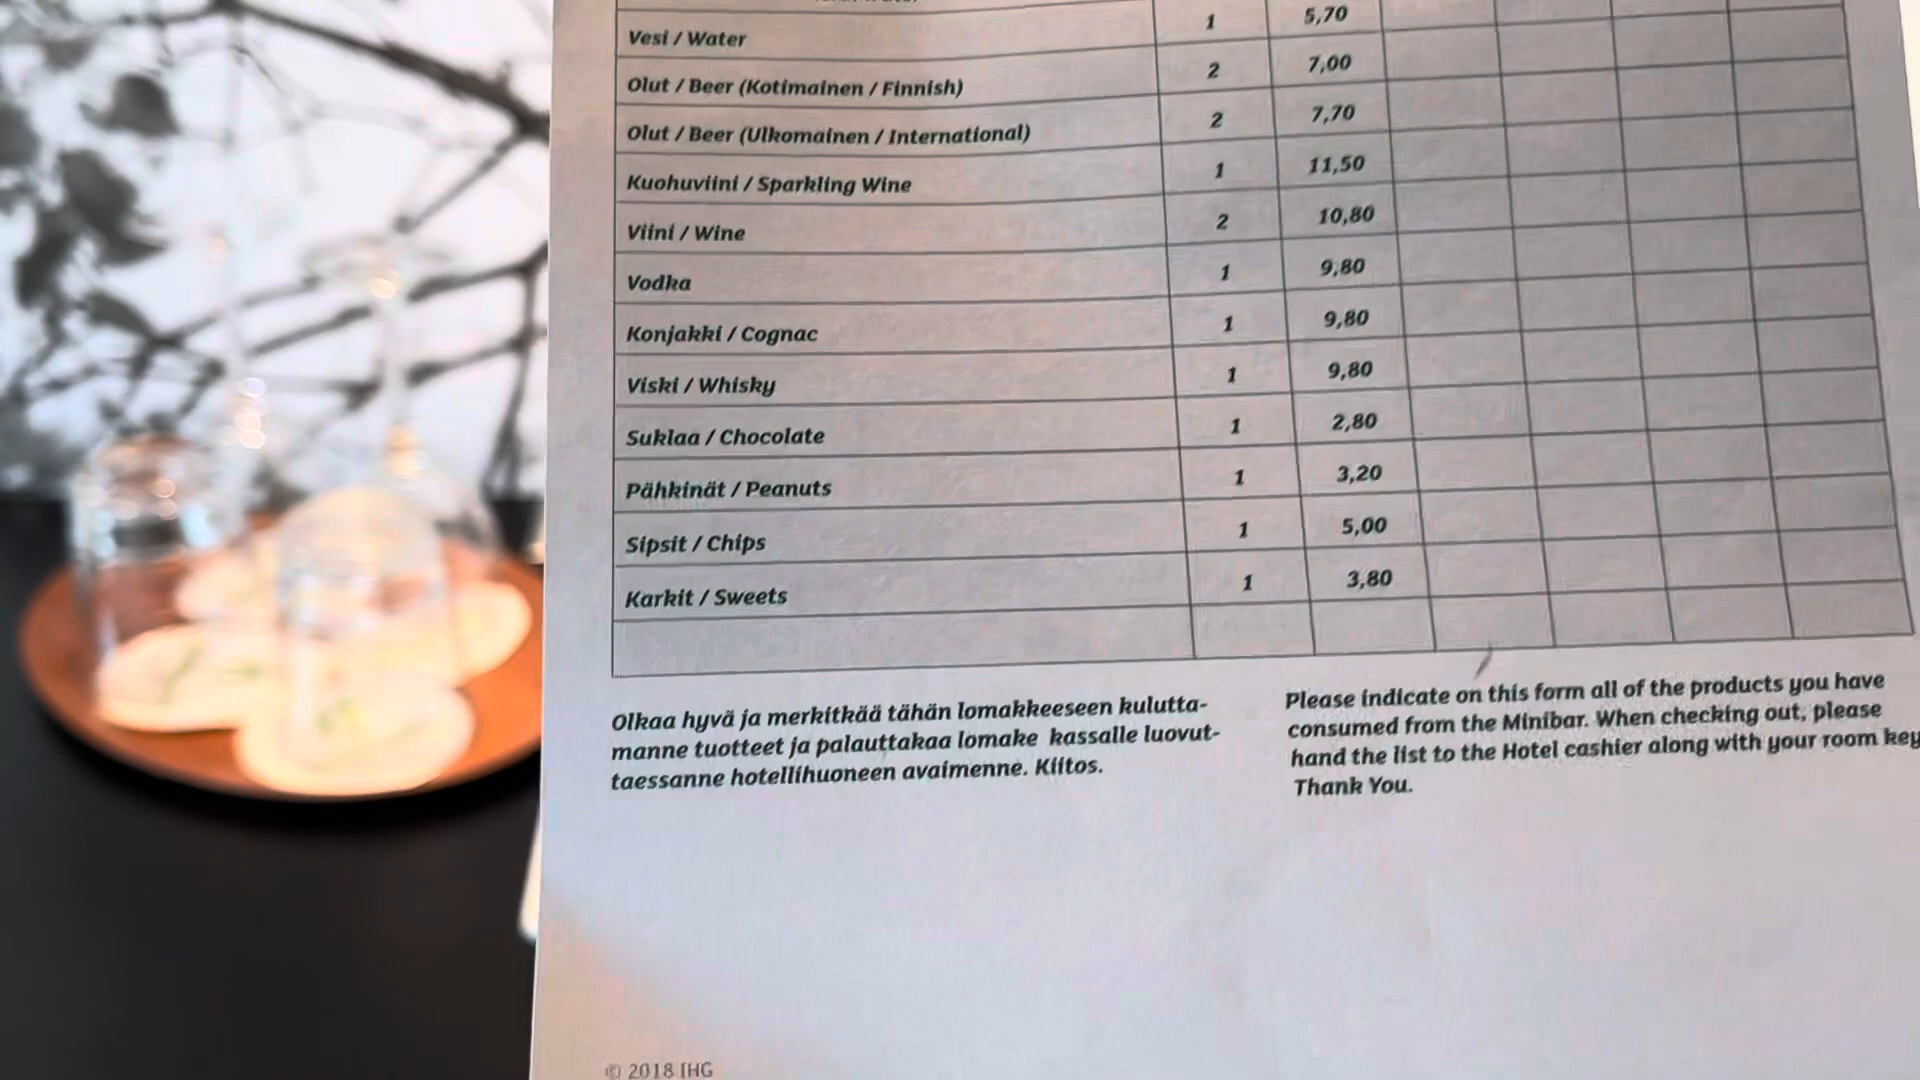 Vesi / Water 1 5,70
Olut / Beer (Kotimainen / Finnish) 2 7,00
Olut / Beer (Ulkomainen / International) 2 7,70
Kuohuviini / Sparkling Wine 1 11,50
Viini / Wine 2 10,80
Vodka 1 9,80
Konjakki / Cognac 1 9,80
Viski / Whisky 1 9,80
Suklaa / Chocolate 1 2,80
Pähkinät / Peanuts 1 3,20
Sipsit / Chips 1 5,00
Karkit / Sweets 1 3,80
Olkaa hyvä ja merkitkää tähän lomakkeeseen kulutta-
manne tuotteet ja palauttakaa lomake kassalle luovut-
taessanne hotellihuoneen avaimenne. Kiitos.
Please indicate on this form all of the products you have
consumed from the Minibar. When checking out, please
hand the list to the Hotel cashier along with your room key
Thank You.
© 2018 IHG